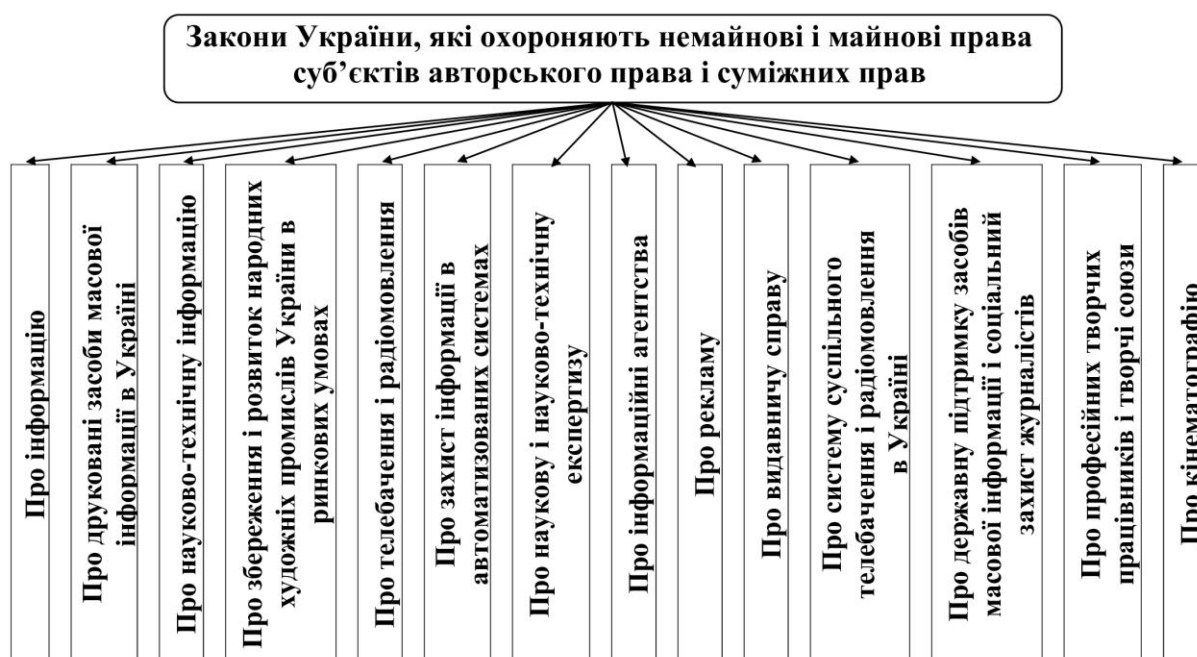 Закони України, які охороняють немайнові і майнові права
суб’єктів авторського права і суміжних прав
Про інформацію
Про друковані засоби масової
інформації в Україні
Про науково-технічну інформацію
Про збереження і розвиток народних
художніх промислів України в
ринкових умовах
Про телебачення і радіомовлення
Про захист інформації в
автоматизованих системах
Про наукову і науково-технічну
експертизу
Про інформаційні агентства
Про рекламу
Про видавничу справу
Про систему суспільного
телебачення і радіомовлення
в Україні
Про державну підтримку засобів
масової інформації і соціальний
захист журналістів
Про професійних творчих
працівників і творчі союзи
Про кінематографію